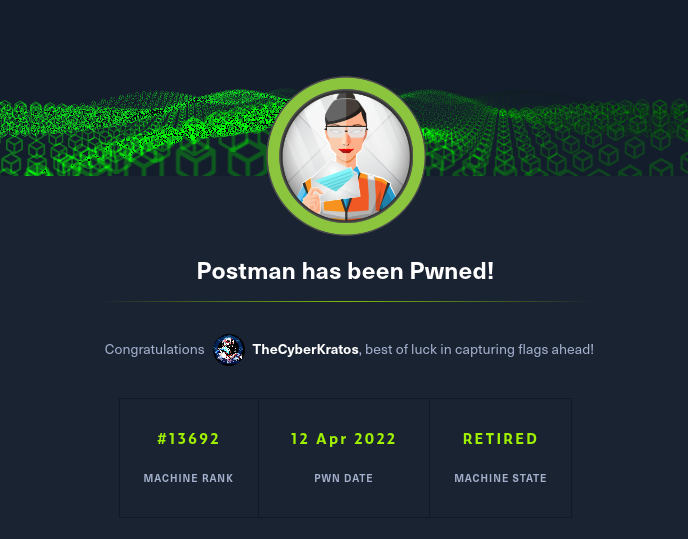 Postman has been Pwned!
Congratulations TheCyberKratos, best of luck in capturing flags ahead!
#13692 12 Apr 2022 RETIRED
MACHINE RANK PWN DATE MACHINE STATE